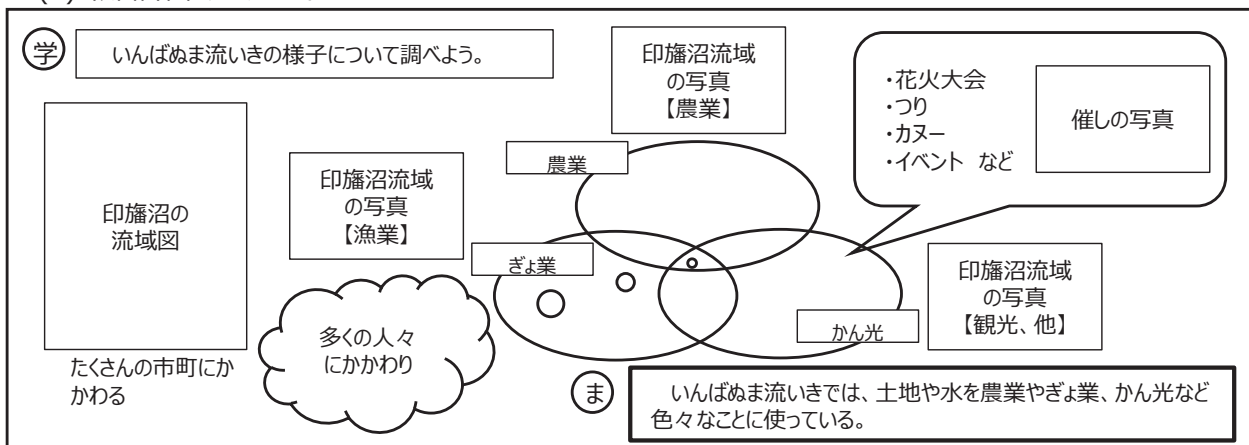 学
いんばぬま流いきの様子について調べよう。
印旛沼流域
の写真
【農業】
・花火大会
・つり
・カヌー
・イベント など
催しの写真
印旛沼の
流域図
印旛沼流域
の写真
【漁業】
農業
ぎょ業
かん光
印旛沼流域
の写真
【観光、他】
多くの人々
にかかわり
たくさんの市町にか
かわる
ま
いんばぬま流いきでは、土地や水を農業やぎょ業、かん光など
色々なことに使っている。